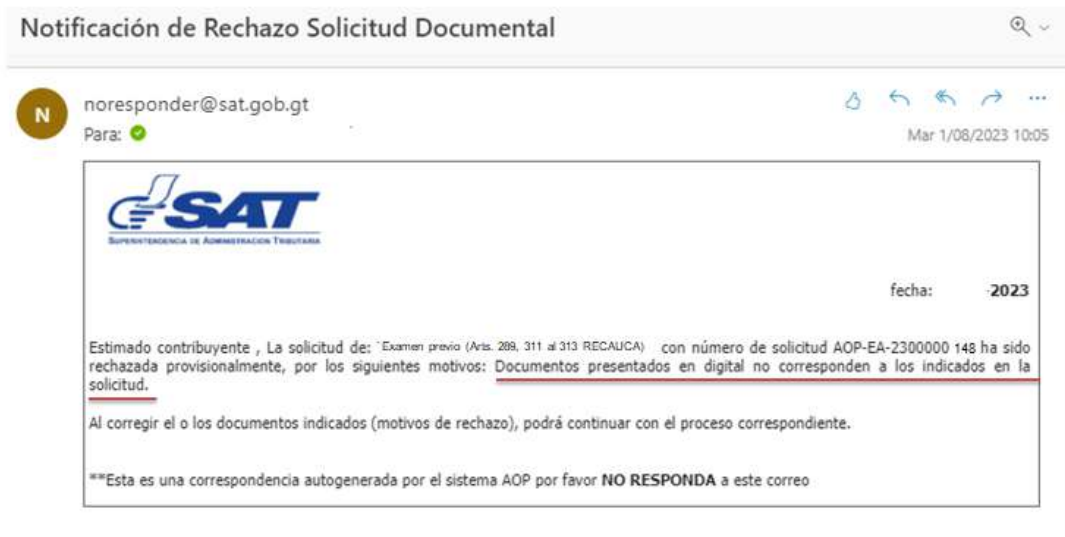 Notificación de Rechazo Solicitud Documental
N
noresponder@sat.gob.gt
Para:
Mar 1/08/2023 10:05
SAT
SUPERINTENDENCIA DE ADMINISTRACIÓN TRIBUTARIA
fecha: -2023
Estimado contribuyente , La solicitud de: `Examen previo (Arts. 289, 311 al 313 RECAUCA) con número de solicitud AOP-EA-2300000 148 ha sido
rechazada provisionalmente, por los siguientes motivos: Documentos presentados en digital no corresponden a los indicados en la
solicitud.
Al corregir el o los documentos indicados (motivos de rechazo), podrá continuar con el proceso correspondiente.
**Esta es una correspondencia autogenerada por el sistema AOP por favor NO RESPONDA a este correo